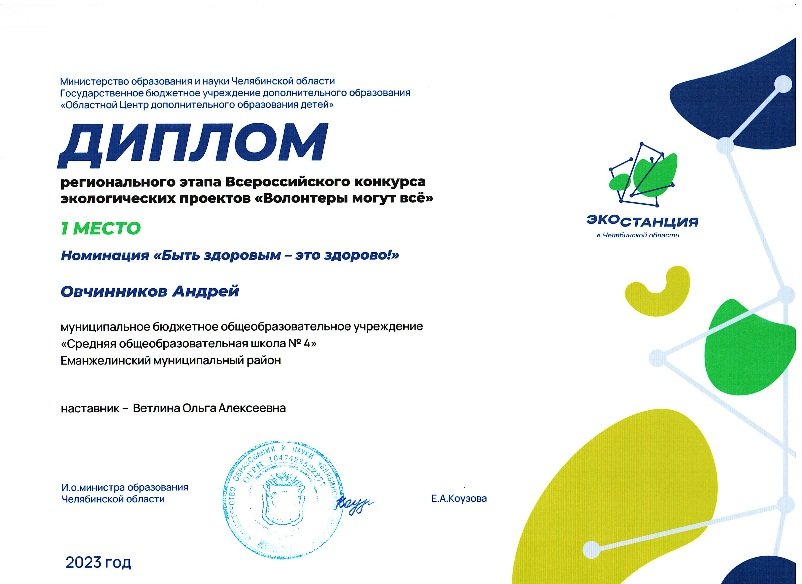 Министерство образования и науки Челябинской области
Государственное бюджетное учреждение дополнительного образования
«Областной Центр дополнительного образования детей»
ДИПЛОМ
регионального этапа Всероссийского конкурса
экологических проектов «Волонтеры могут всё»
1 МЕСТО
Номинация «Быть здоровым – это здорово!»
Овчинников Андрей
муниципальное бюджетное общеобразовательное учреждение
«Средняя общеобразовательная школа № 4»
Еманжелинский муниципальный район
наставник – Ветлина Ольга Алексеевна
И.о.министра образования
Челябинской области
Е.А.Коузова
2023 год
ЭКОСТАНЦИЯ
в Челябинской области